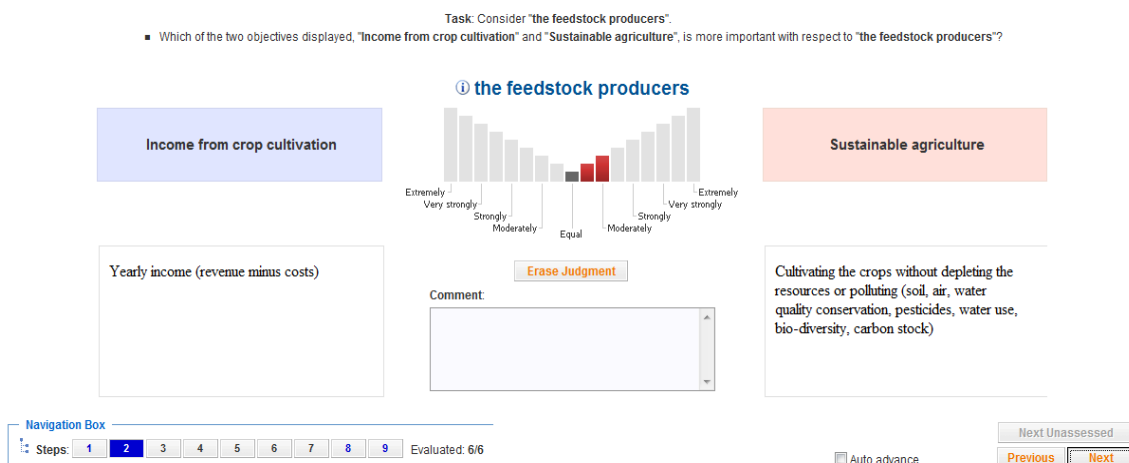 Task: Consider "the feedstock producers".
Which of the two objectives displayed, "Income from crop cultivation" and "Sustainable agriculture", is more important with respect to "the feedstock producers"?
the feedstock producers
Income from crop cultivation
Sustainable agriculture
Extremely
Very strongly
Strongly
Moderately
Equal
Moderately
Strongly
Very strongly
Extremely
Yearly income (revenue minus costs)
Erase Judgment
Comment:
Cultivating the crops without depleting the
resources or polluting (soil, air, water
quality conservation, pesticides, water use,
bio-diversity, carbon stock)
Navigation Box
Steps: 1 2 3 4 5 6 7 8 9 Evaluated: 6/6
Next Unassessed
Auto advance Previous Next